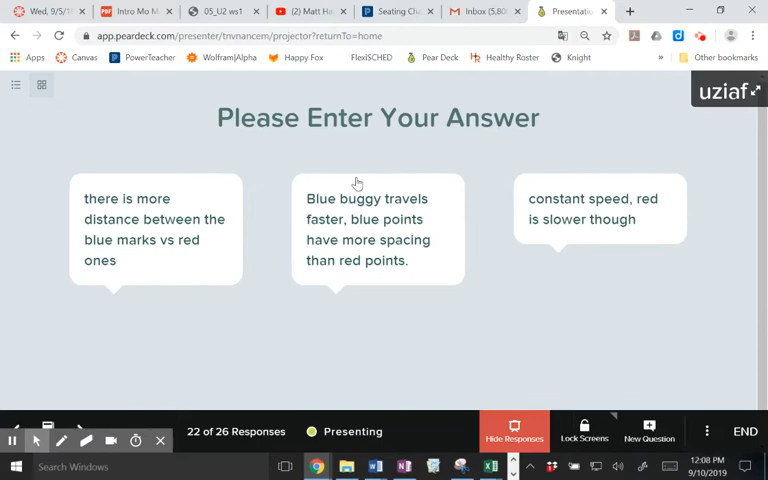 Wed, 9/5/1
Intro Mo M
05_U2 ws1
(2) Matt Ha
Seating Cha
Inbox (5,80
Presentatio
app.peardeck.com/presenter/tnvnancem/projector?returnTo=home
Apps
Canvas
PowerTeacher
Wolfram|Alpha
Happy Fox
FlexiSCHED
Pear Deck
Healthy Roster
Knight
»
Other bookmarks
uziaf
Please Enter Your Answer
there is more
distance between the
blue marks vs red
ones
Blue buggy travels
faster, blue points
have more spacing
than red points.
constant speed, red
is slower though
22 of 26 Responses
Presenting
Hide Responses
Lock Screens
New Question
END
Search Windows
12:08 PM
9/10/2019